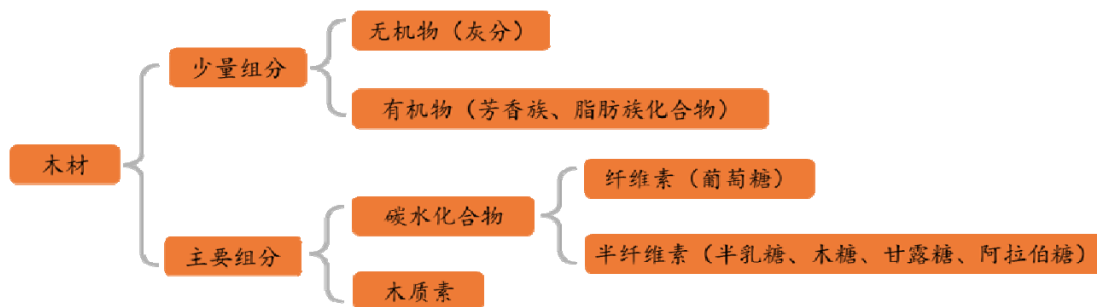 无机物（灰分）
少量组分
有机物（芳香族、脂肪族化合物）
木材
纤维素（葡萄糖）
碳水化合物
半纤维素（半乳糖、木糖、甘露糖、阿拉伯糖）
主要组分
木质素